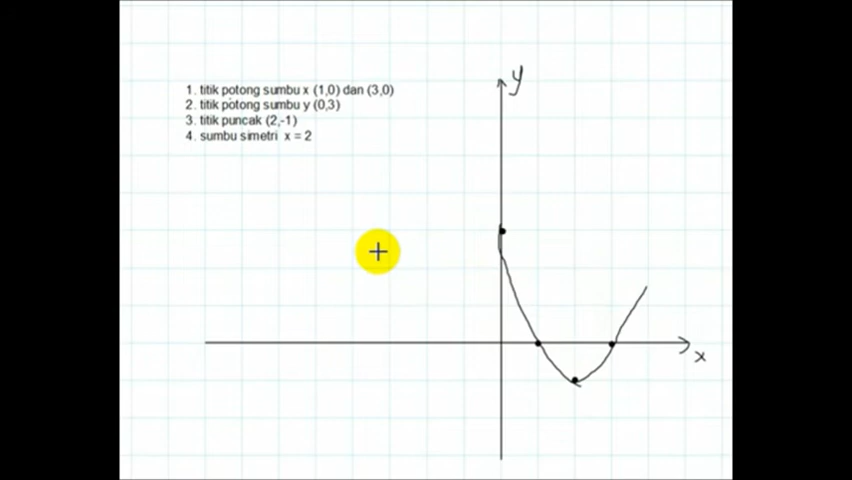 1. titik potong sumbu x (1,0) dan (3,0)
2. titik potong sumbu y (0,3)
3. titik puncak (2,-1)
4. sumbu simetri x = 2
y
x